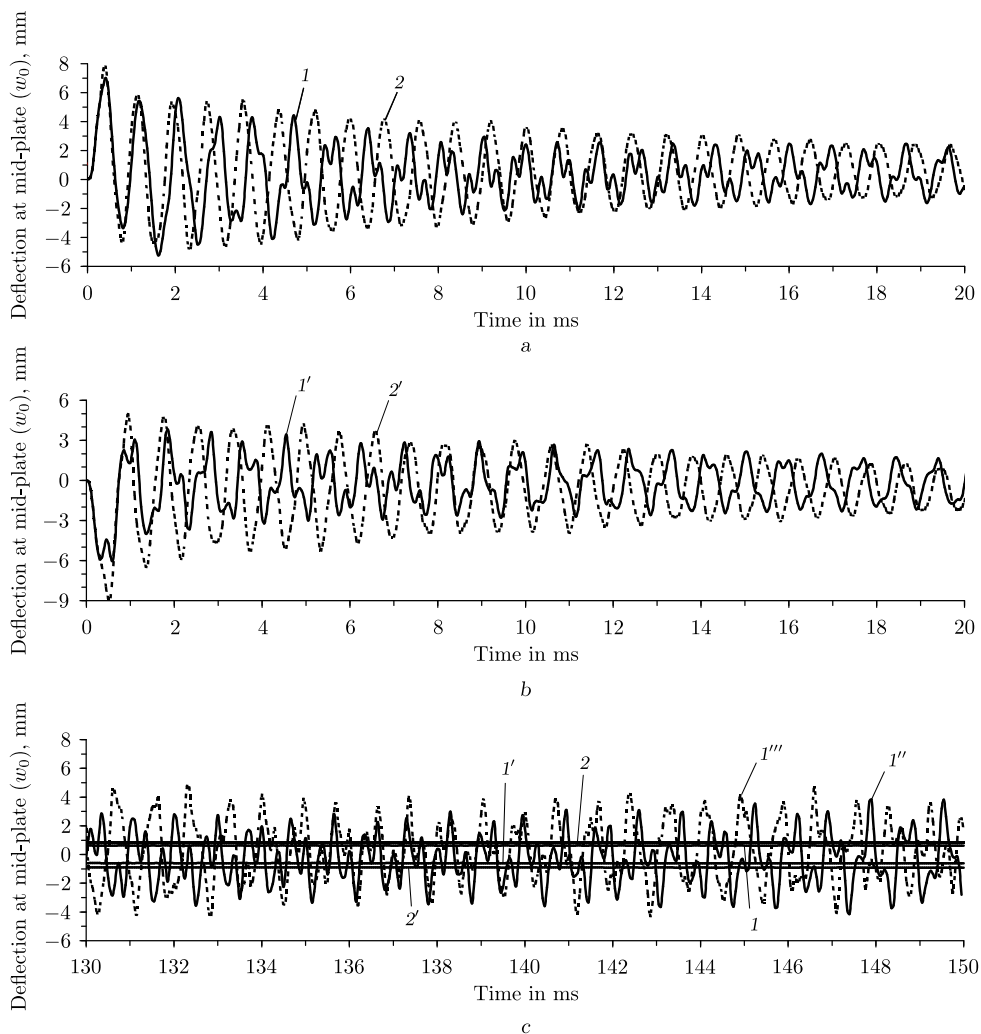 Deflection at mid-plate (w₀), mm
8
6
4
2
0
−2
−4
−6
1
2
0 2 4 6 8 10 12 14 16 18 20
Time in ms
a
Deflection at mid-plate (w₀), mm
6
3
0
−3
−6
−9
1′
2′
0 2 4 6 8 10 12 14 16 18 20
Time in ms
b
Deflection at mid-plate (w₀), mm
8
6
4
2
0
−2
−4
−6
1′
2
1‴
1″
2′
1
130 132 134 136 138 140 142 144 146 148 150
Time in ms
c